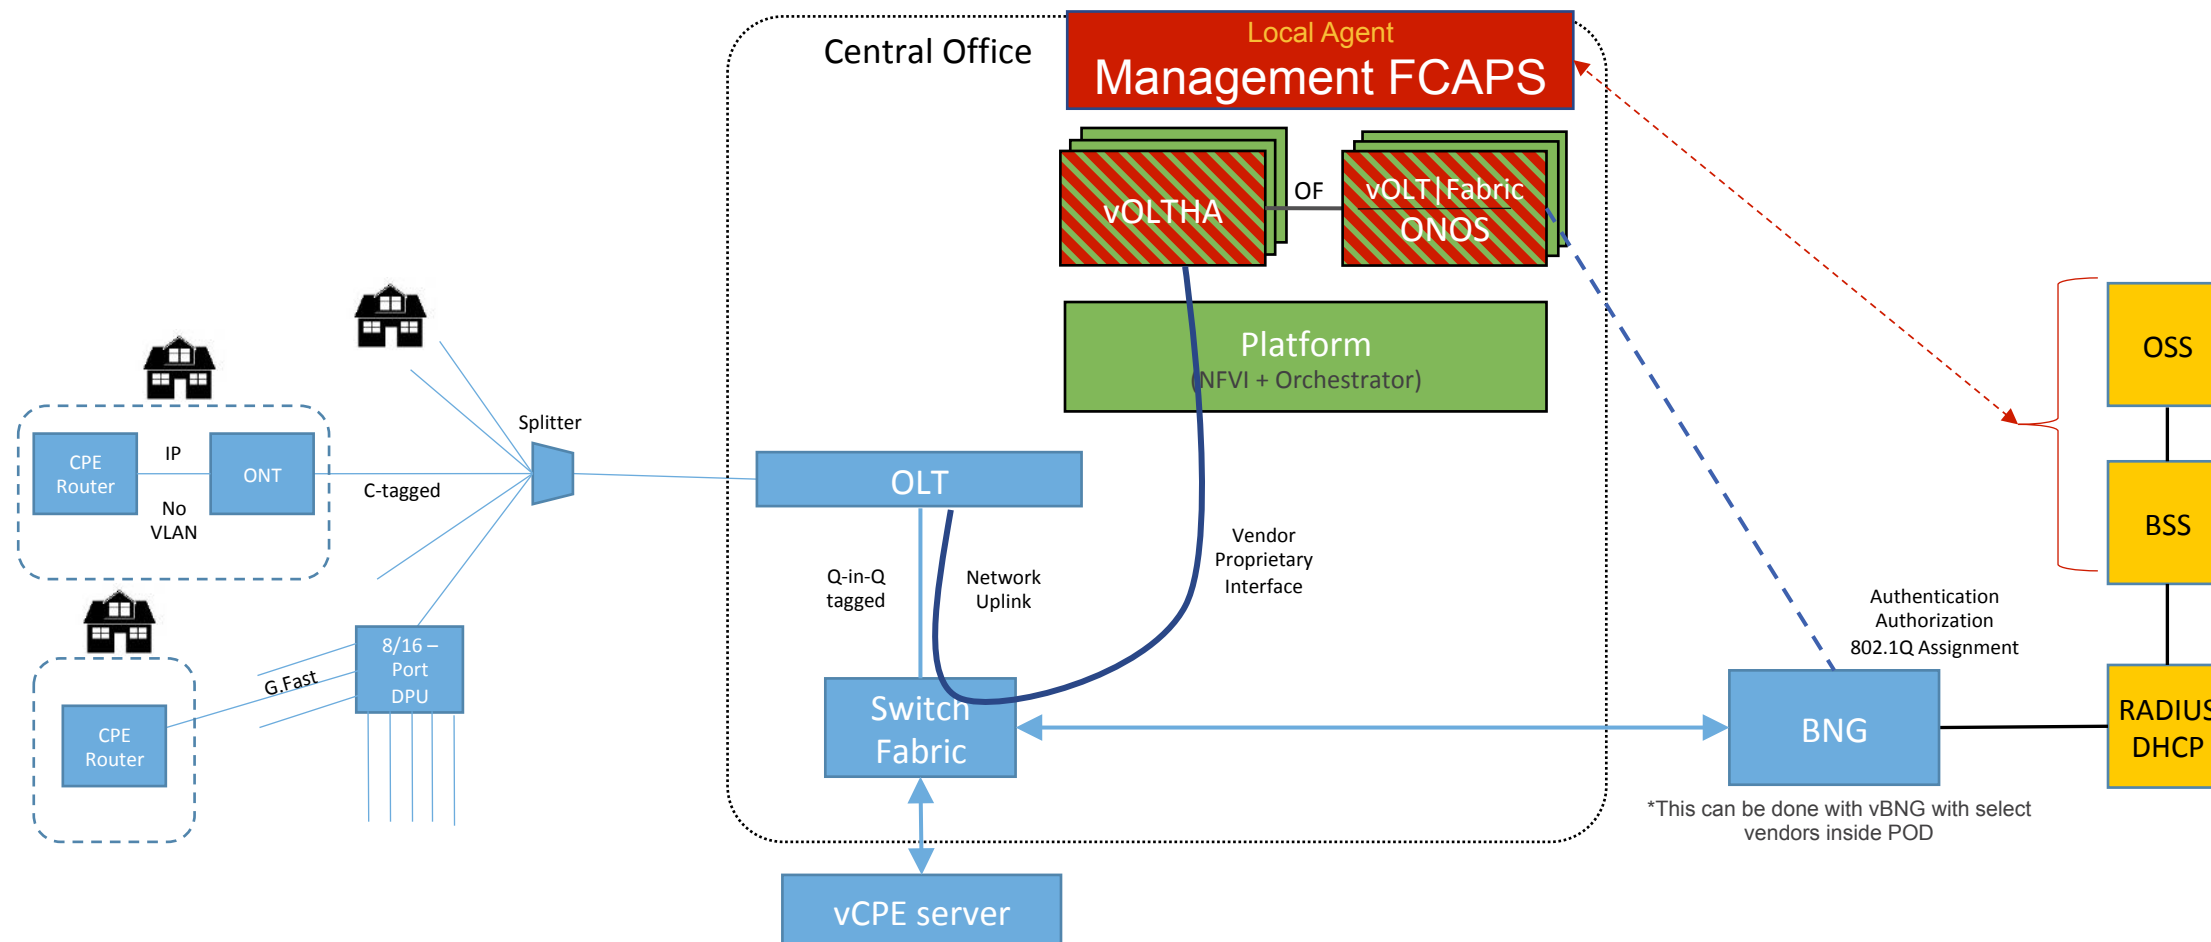 Central Office
Local Agent
Management FCAPS
vOLTHA
OF
vOLT|Fabric
ONOS
Platform
(NFVI + Orchestrator)
OSS
BSS
RADIUS
DHCP
Splitter
CPE
Router
IP
No
VLAN
ONT
C-tagged
OLT
Q-in-Q
tagged
Network
Uplink
Vendor
Proprietary
Interface
Authentication
Authorization
802.1Q Assignment
8/16 –
Port
DPU
G.Fast
CPE
Router
Switch
Fabric
BNG
*This can be done with vBNG with select
vendors inside POD
vCPE server